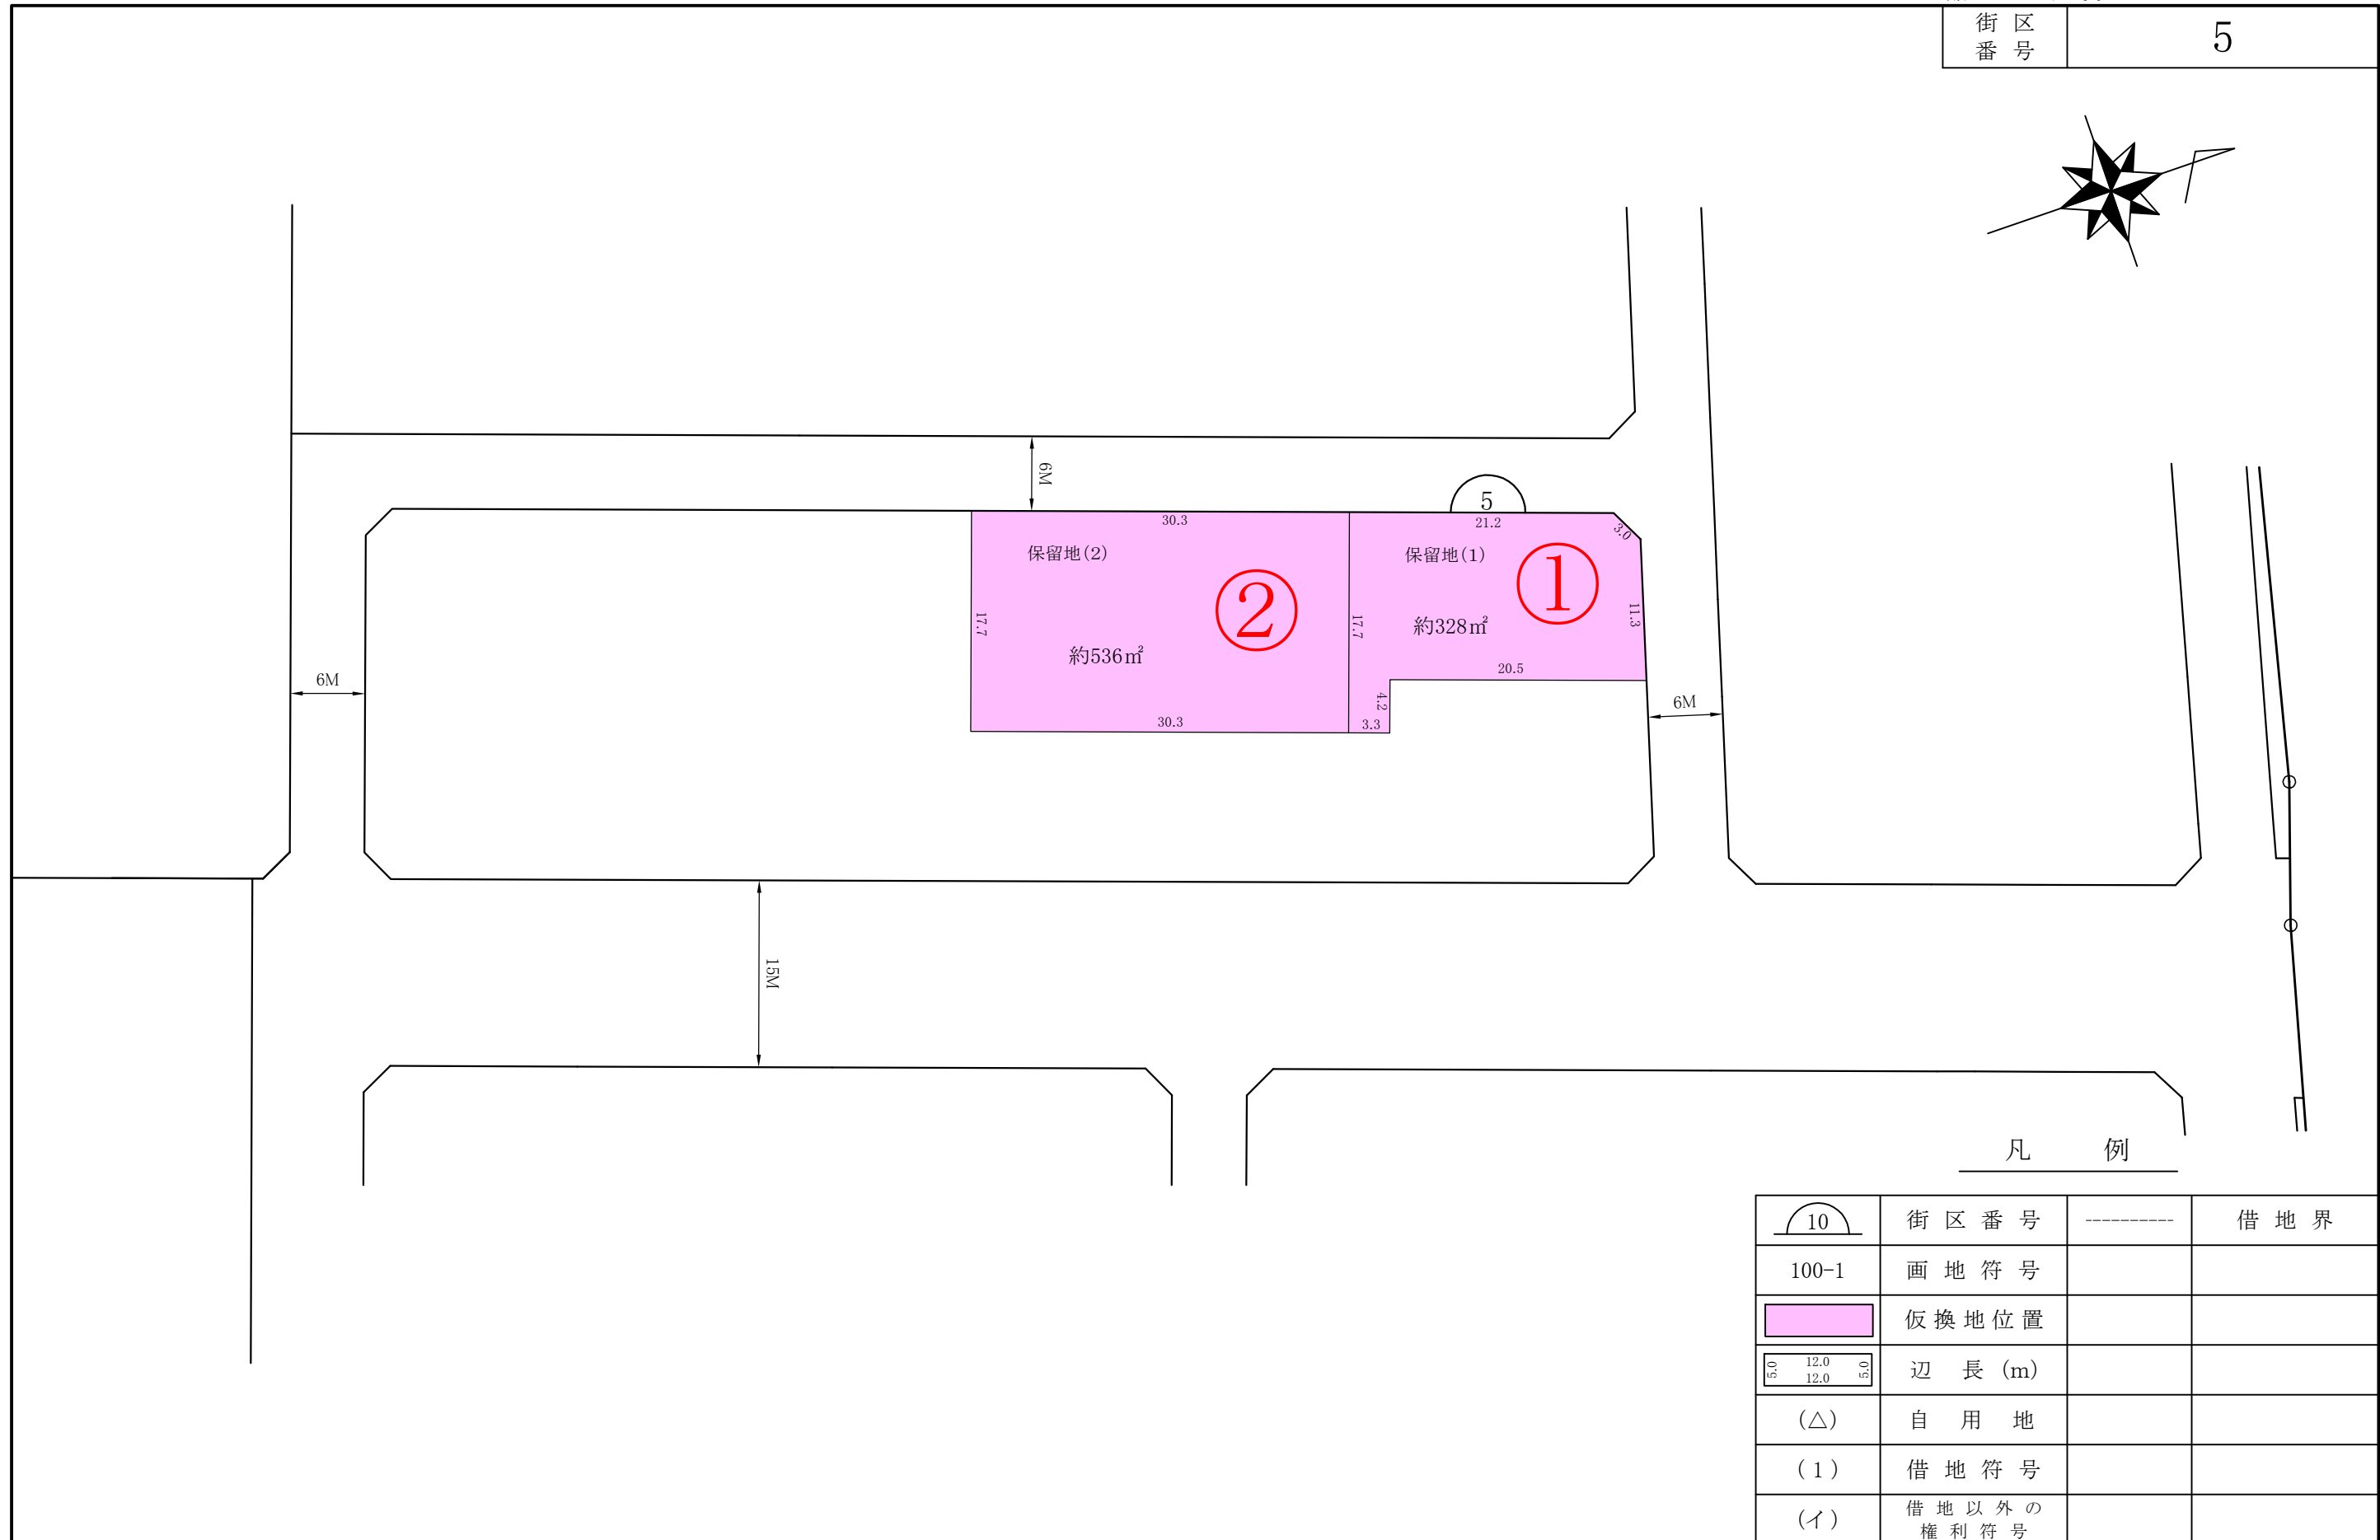 街区
番号
5
6M
5
30.3
21.2
3.0
保留地(2)
保留地(1)
②
①
17.7
17.7
11.3
約536㎡
約328㎡
20.5
4.2
30.3
3.3
6M
6M
15M
凡 例
10 街区番号 ---------- 借地界
100-1 画地符号
仮換地位置
5.0 12.0 5.0 辺 長 (m)
12.0
(△) 自用地
(1) 借地符号
(イ) 借地以外の
権利符号